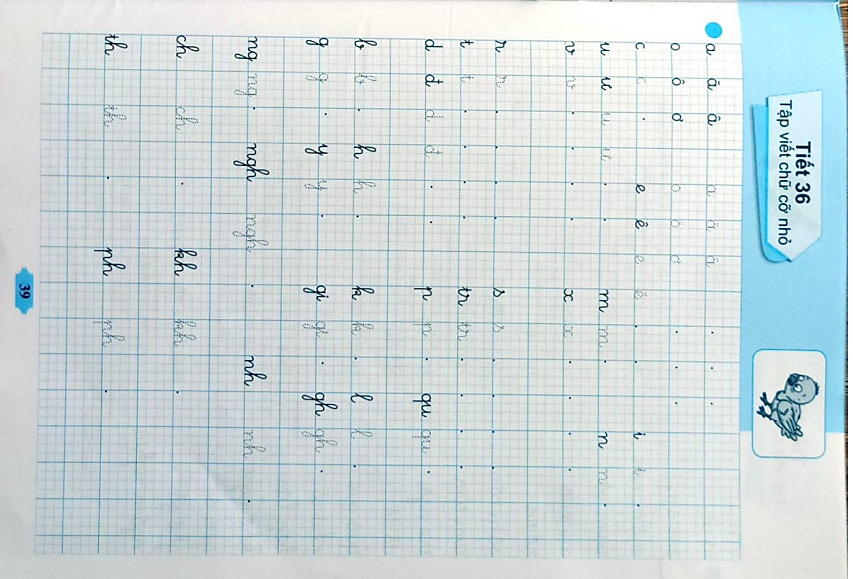 Tiết 36
Tập viết chữ cỡ nhỏ
a ă â a ă â . . .
o ô ơ o ô ơ . . .
c c . e ê e ê . . i i .
u ư u ư . . m m . n n .
v v . . . x x . . . .
r r . . . s s . . . .
t t . . . tr tr . . . .
d đ d đ . . p p . qu qu .
b b . h h . k k . l l .
g g . y y . gi gi . gh gh .
ng ng . ngh ngh . nh nh .
ch ch . kh kh .
th th . ph ph .
39